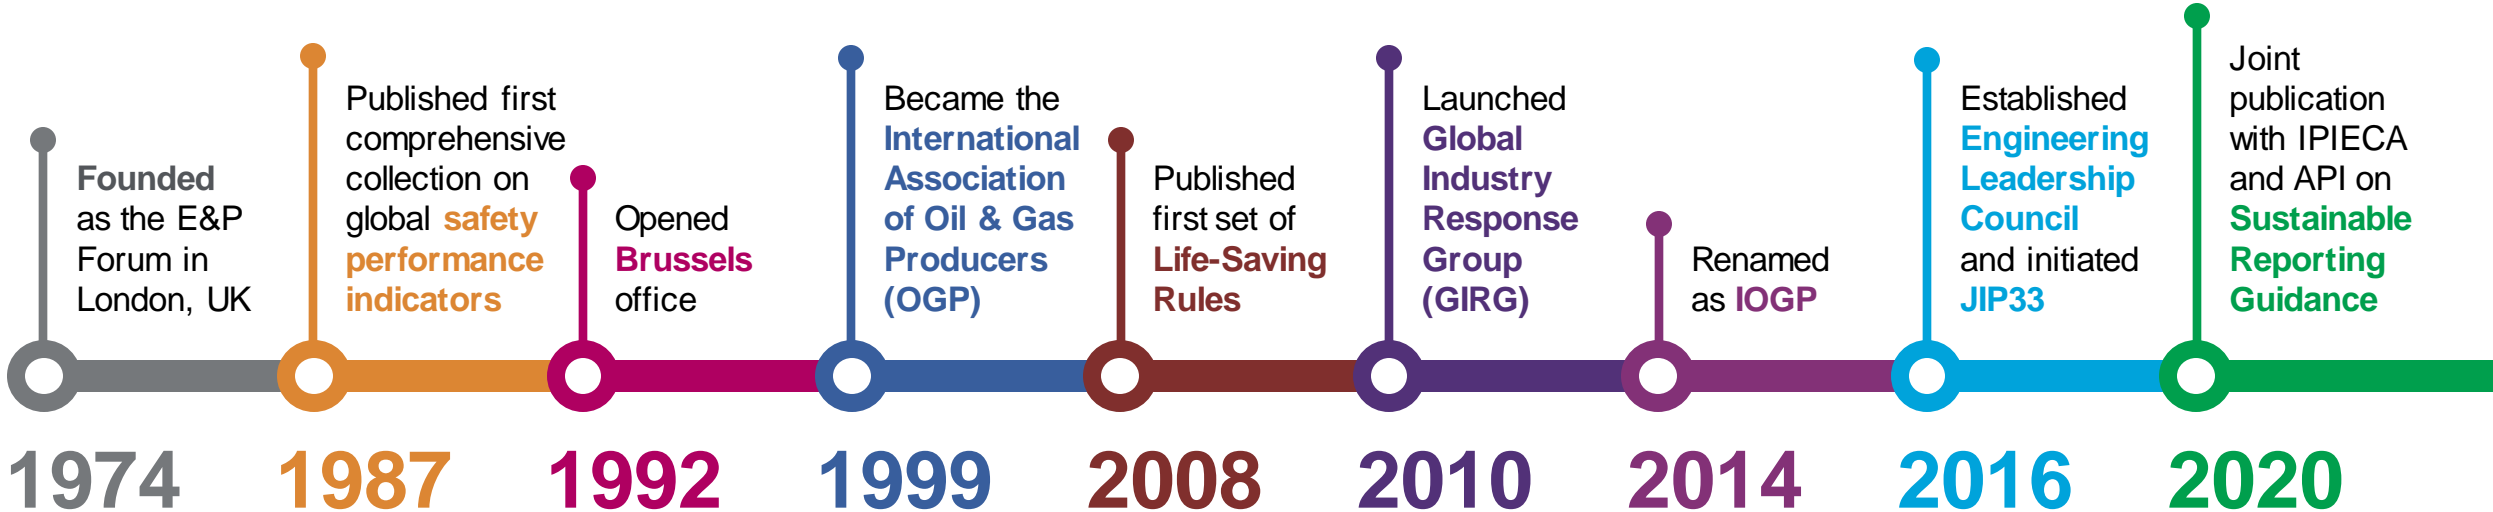 Founded
as the E&P
Forum in
London, UK
1974
Published first
comprehensive
collection on
global safety
performance
indicators
1987
Opened
Brussels
office
1992
Became the
International
Association
of Oil & Gas
Producers
(OGP)
1999
Published
first set of
Life-Saving
Rules
2008
Launched
Global
Industry
Response
Group
(GIRG)
2010
Renamed
as IOGP
2014
Established
Engineering
Leadership
Council
and initiated
JIP33
2016
Joint
publication
with IPIECA
and API on
Sustainable
Reporting
Guidance
2020